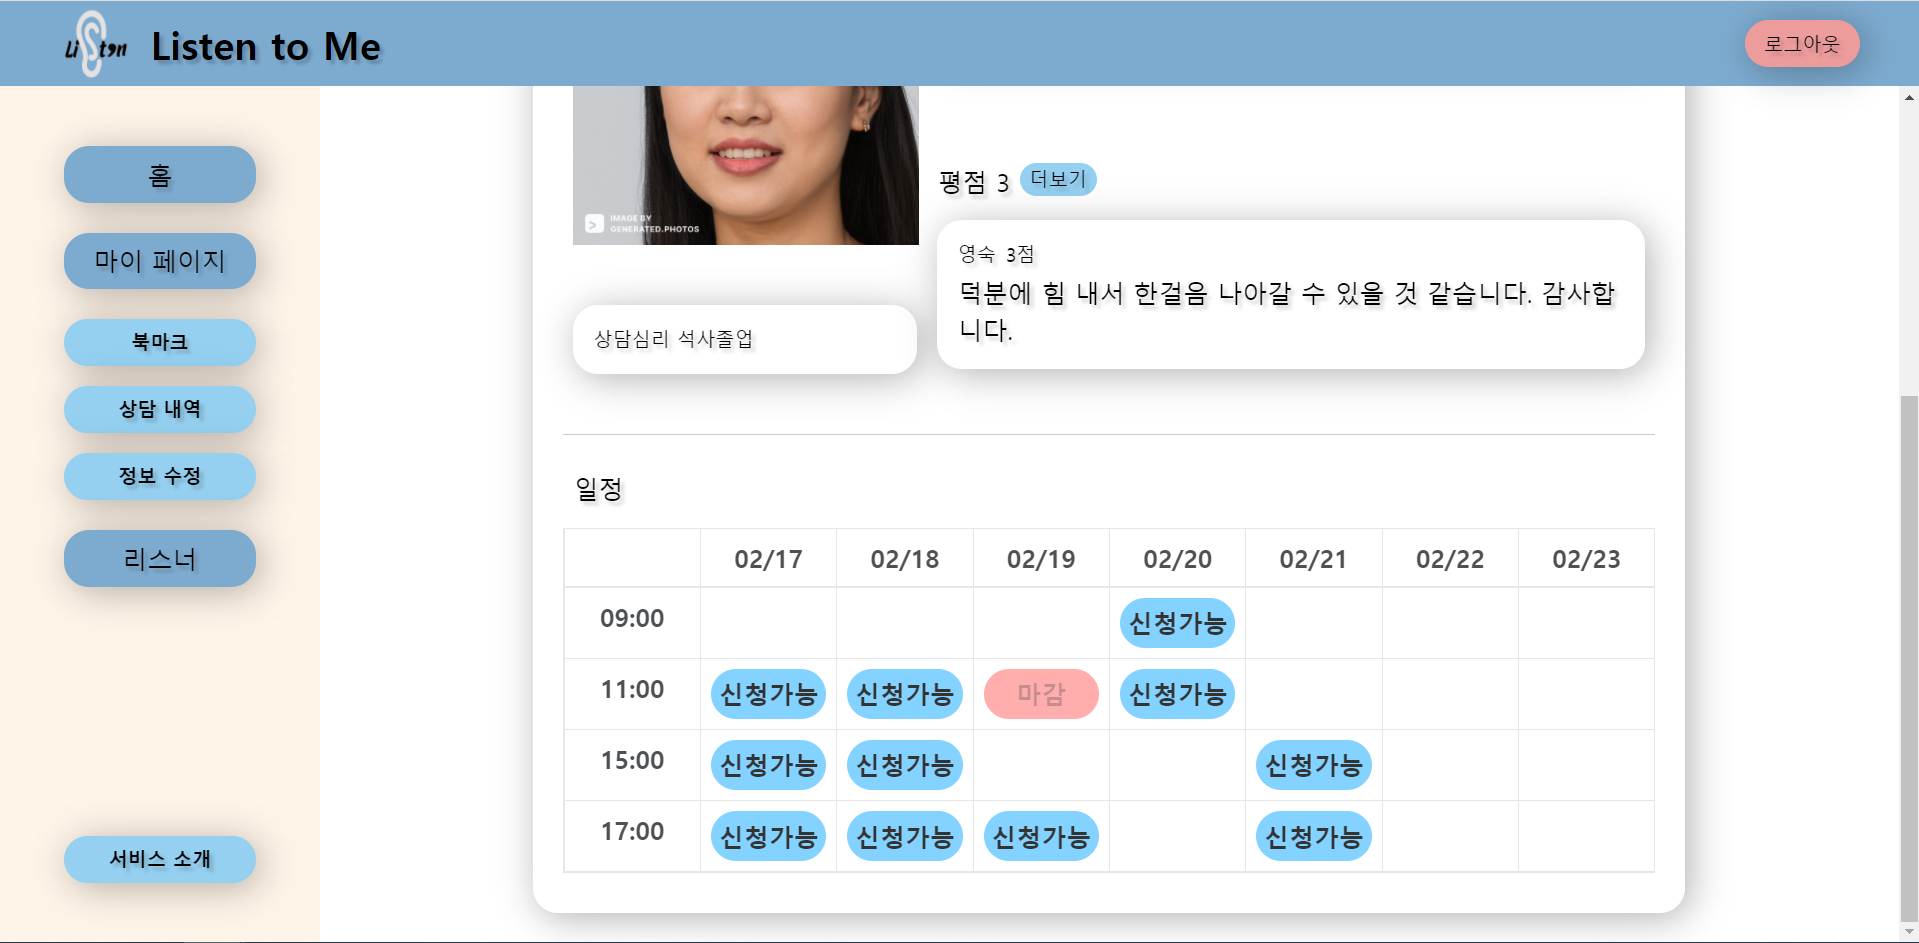 Liston
Listen to Me
로그아웃
홈
마이 페이지
북마크
상담 내역
정보 수정
리스너
서비스 소개
IMAGE BY
GENERATED.PHOTOS
평점 3 더보기
영숙 3점
덕분에 힘 내서 한걸음 나아갈 수 있을 것 같습니다. 감사합
니다.
상담심리 석사졸업
일정
02/17 02/18 02/19 02/20 02/21 02/22 02/23
09:00 신청가능
11:00 신청가능 신청가능 마감 신청가능
15:00 신청가능 신청가능 신청가능
17:00 신청가능 신청가능 신청가능 신청가능